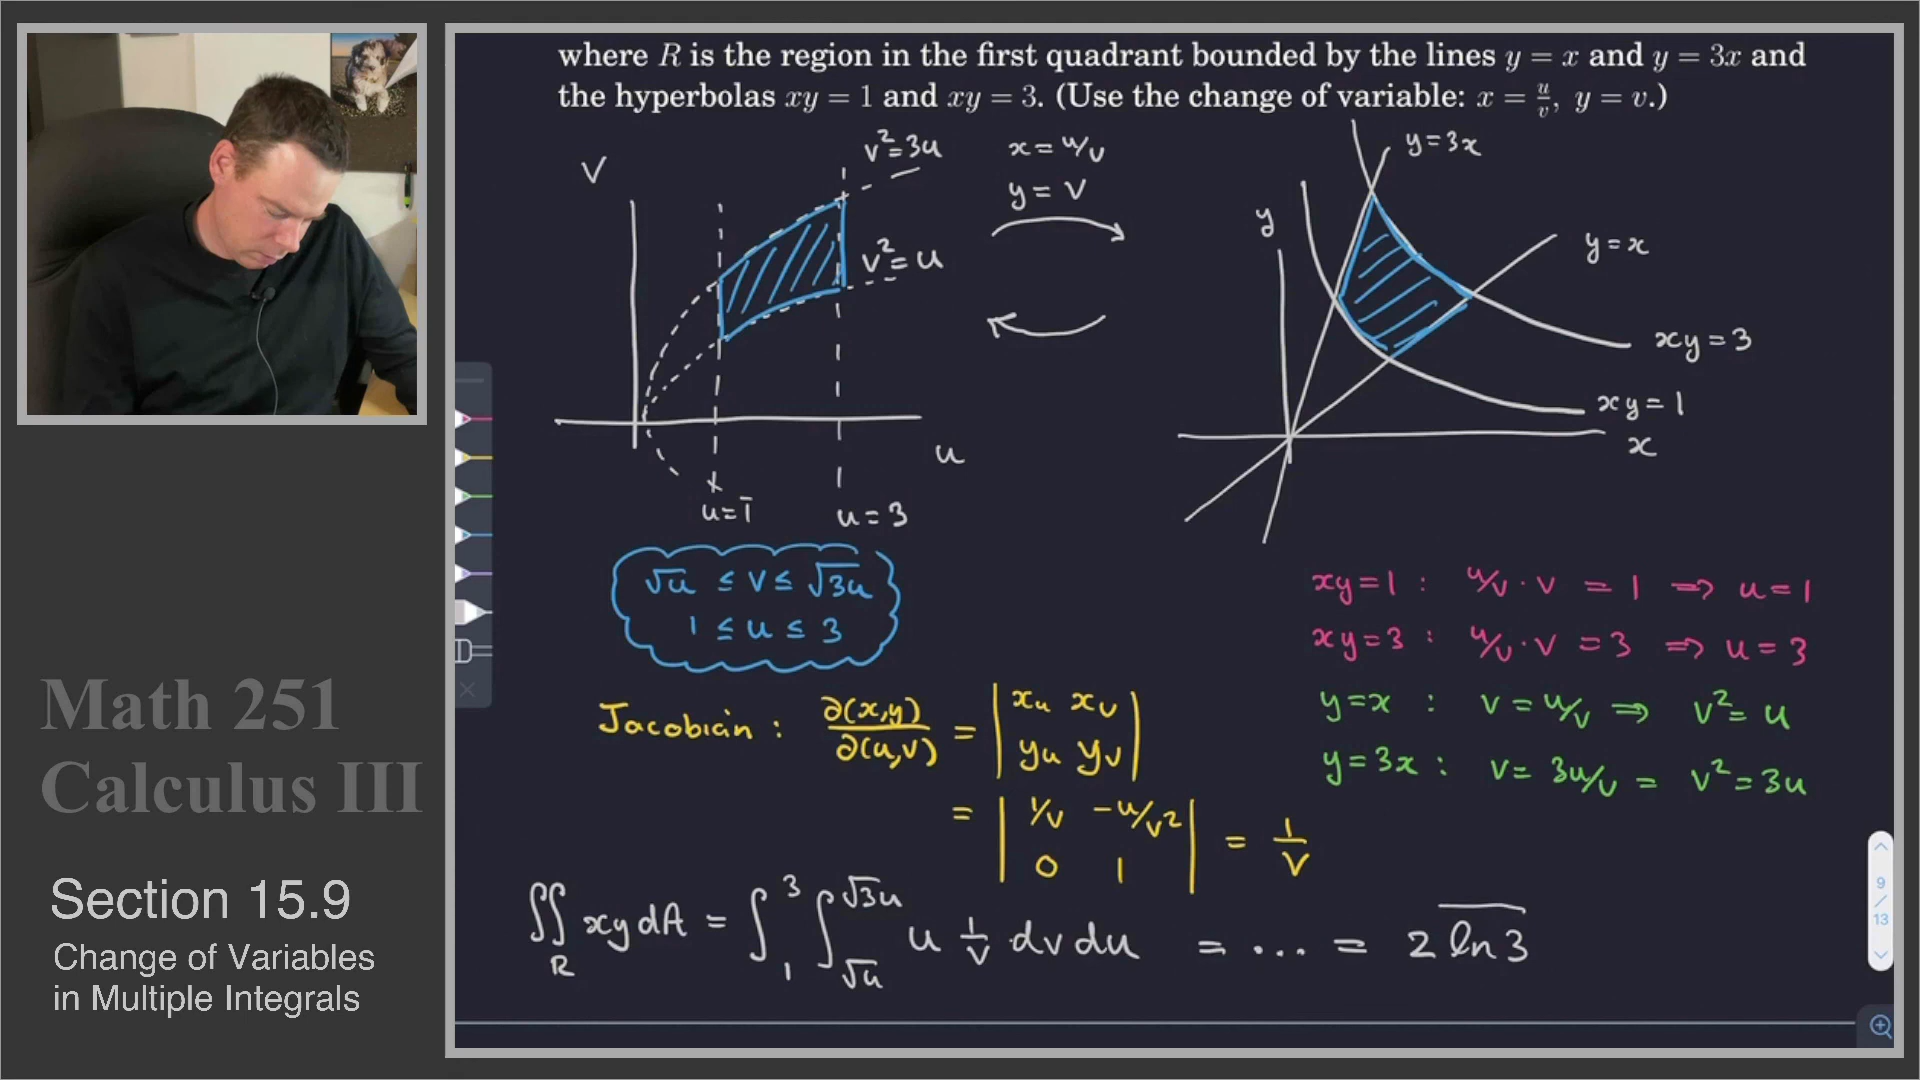 where R is the region in the first quadrant bounded by the lines y = x and y = 3x and
the hyperbolas xy = 1 and xy = 3. (Use the change of variable: x = u/v, y = v.)
v
v²=3u
v²=u
u
u=1
u=3
x=u/v
y=v
y=3x
y
y=x
xy=3
xy=1
x
√u ≤ v ≤ √3u
1 ≤ u ≤ 3
xy=1 : u/v · v = 1 ⇒ u=1
xy=3 : u/v · v = 3 ⇒ u=3
y=x : v=u/v ⇒ v²=u
y=3x : v=3u/v = v²=3u
Jacobian : ∂(x,y)/∂(u,v) = | xu xv |
| yu yv |
= | 1/v -u/v² |
| 0 1 | = 1/v
∬R xy dA = ∫₁³ ∫√u^√3u u 1/v dv du = ... = 2 ln 3
Math 251
Calculus III
Section 15.9
Change of Variables
in Multiple Integrals
9
/
13